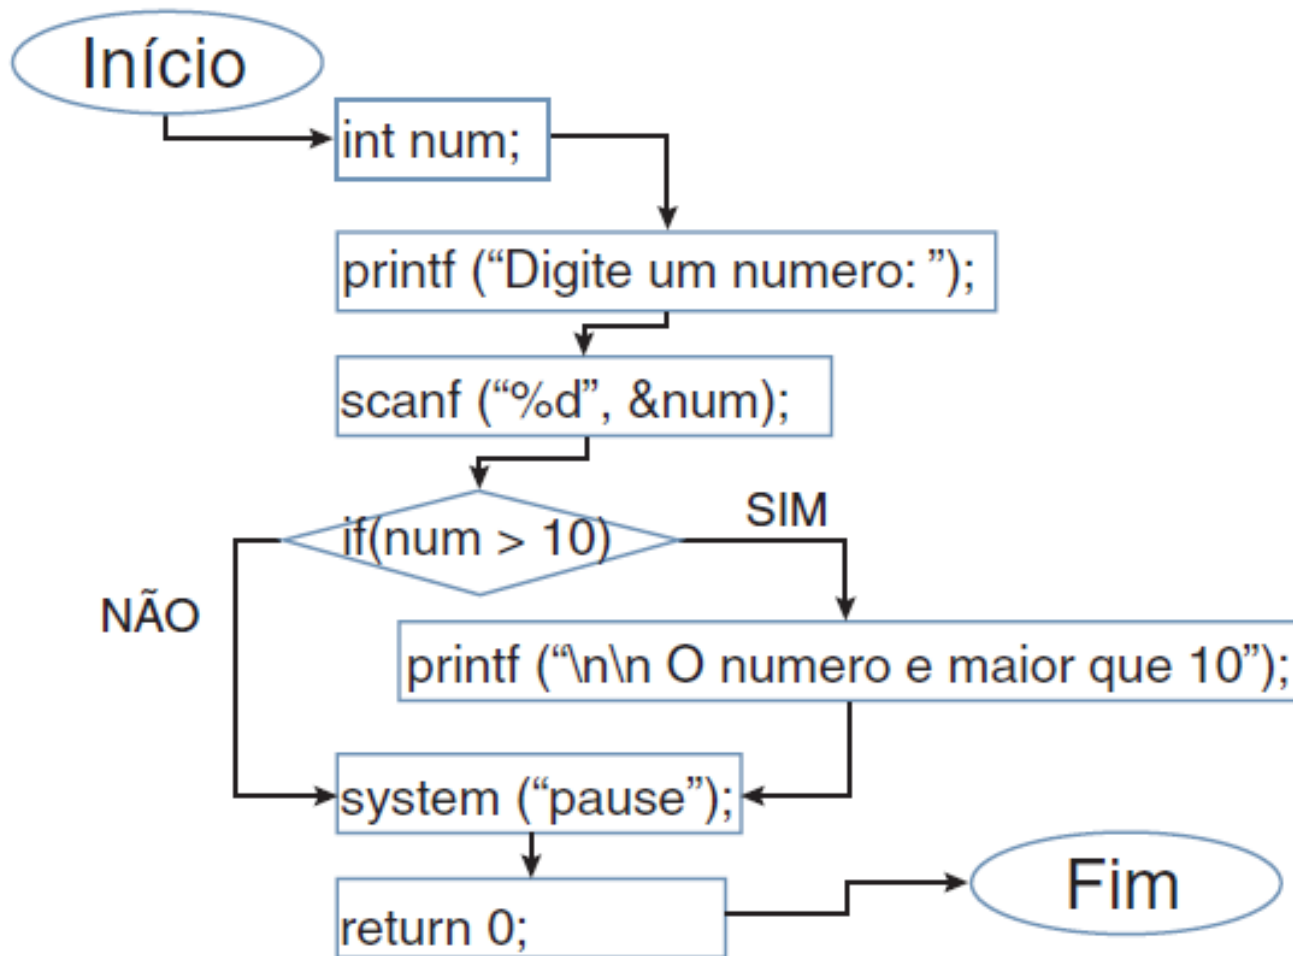 Início
int num;
printf (“Digite um numero: ”);
scanf (“%d”, &num);
if(num > 10)
SIM
NÃO
printf (“\n\n O numero e maior que 10”);
system (“pause”);
return 0;
Fim